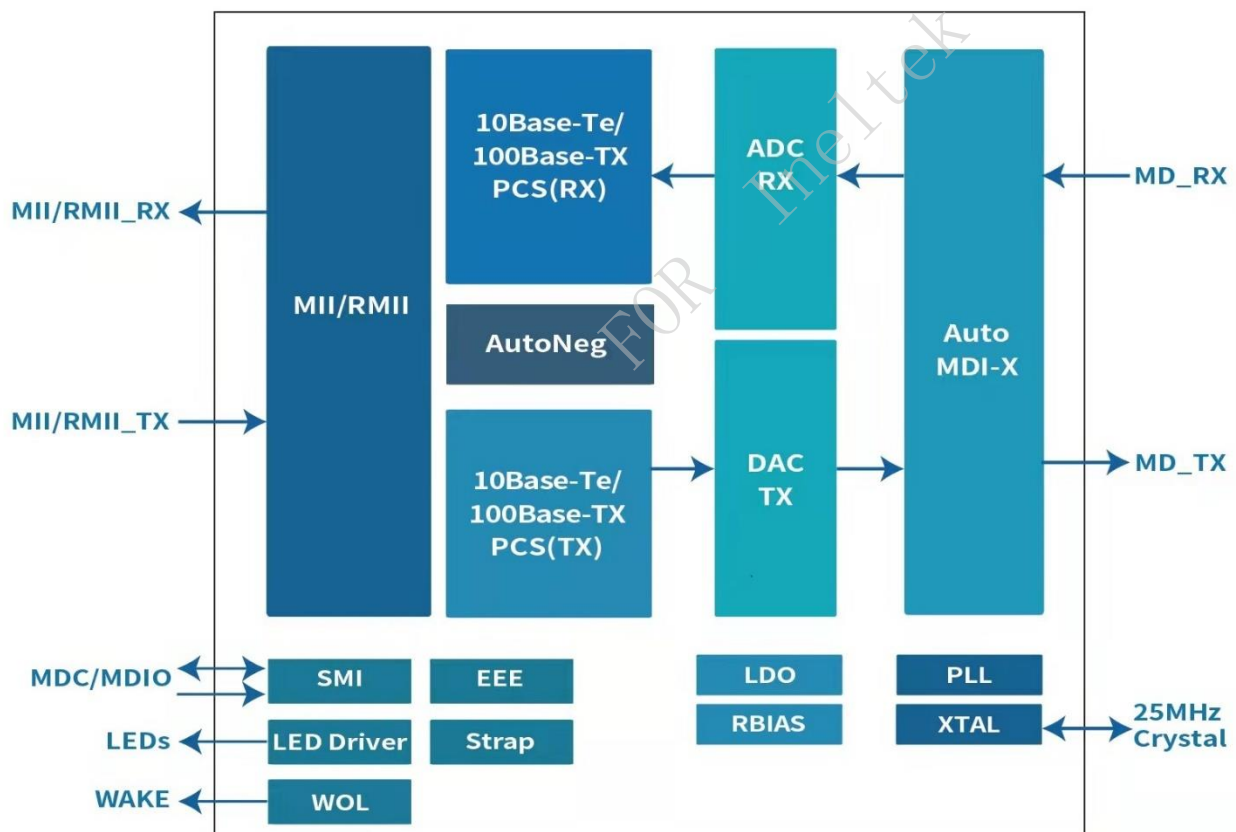 10Base-Te/
100Base-TX
PCS(RX)
ADC
RX
MD_RX
MII/RMII_RX
MII/RMII
AutoNeg
Auto
MDI-X
MII/RMII_TX
10Base-Te/
100Base-TX
PCS(TX)
DAC
TX
MD_TX
FOR Ineltek
MDC/MDIO
SMI
EEE
LDO
PLL
LEDs
LED Driver
Strap
RBIAS
XTAL
25MHz
Crystal
WAKE
WOL